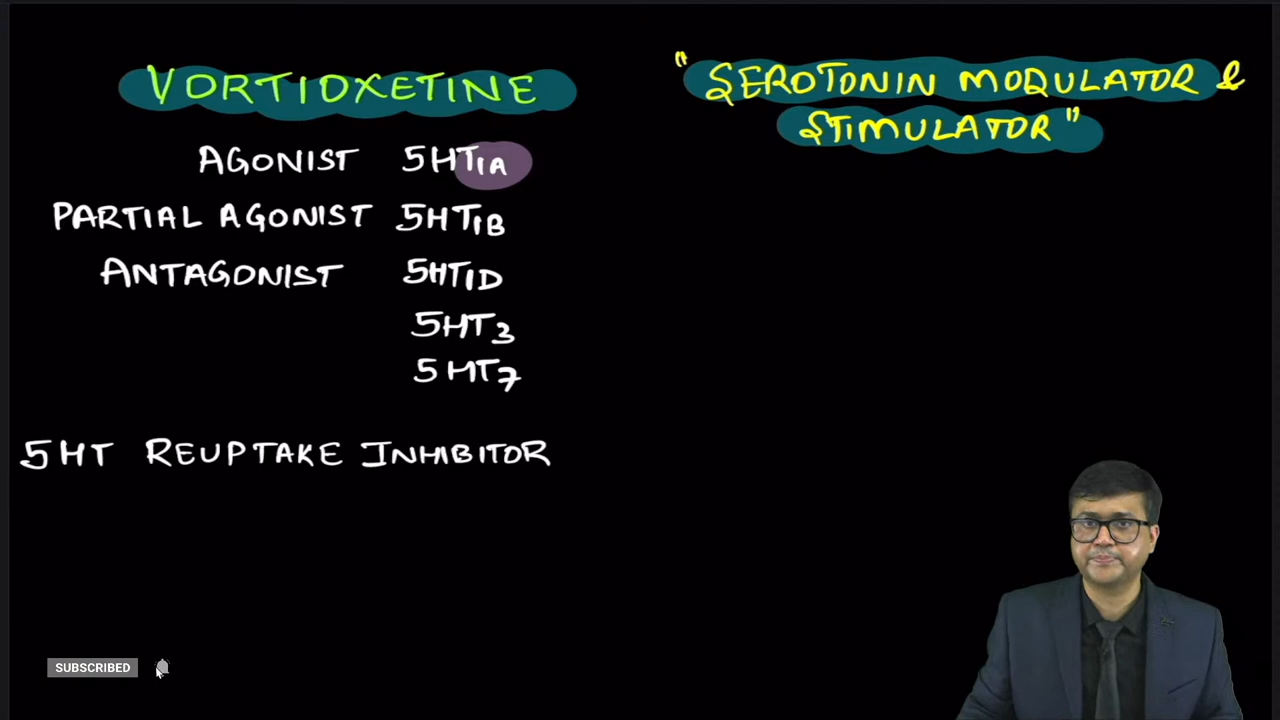 VORTIOXETINE
AGONIST 5HT1A
PARTIAL AGONIST 5HT1B
ANTAGONIST 5HT1D
5HT3
5HT7
5HT REUPTAKE INHIBITOR
"SEROTONIN MODULATOR &
STIMULATOR"
SUBSCRIBED